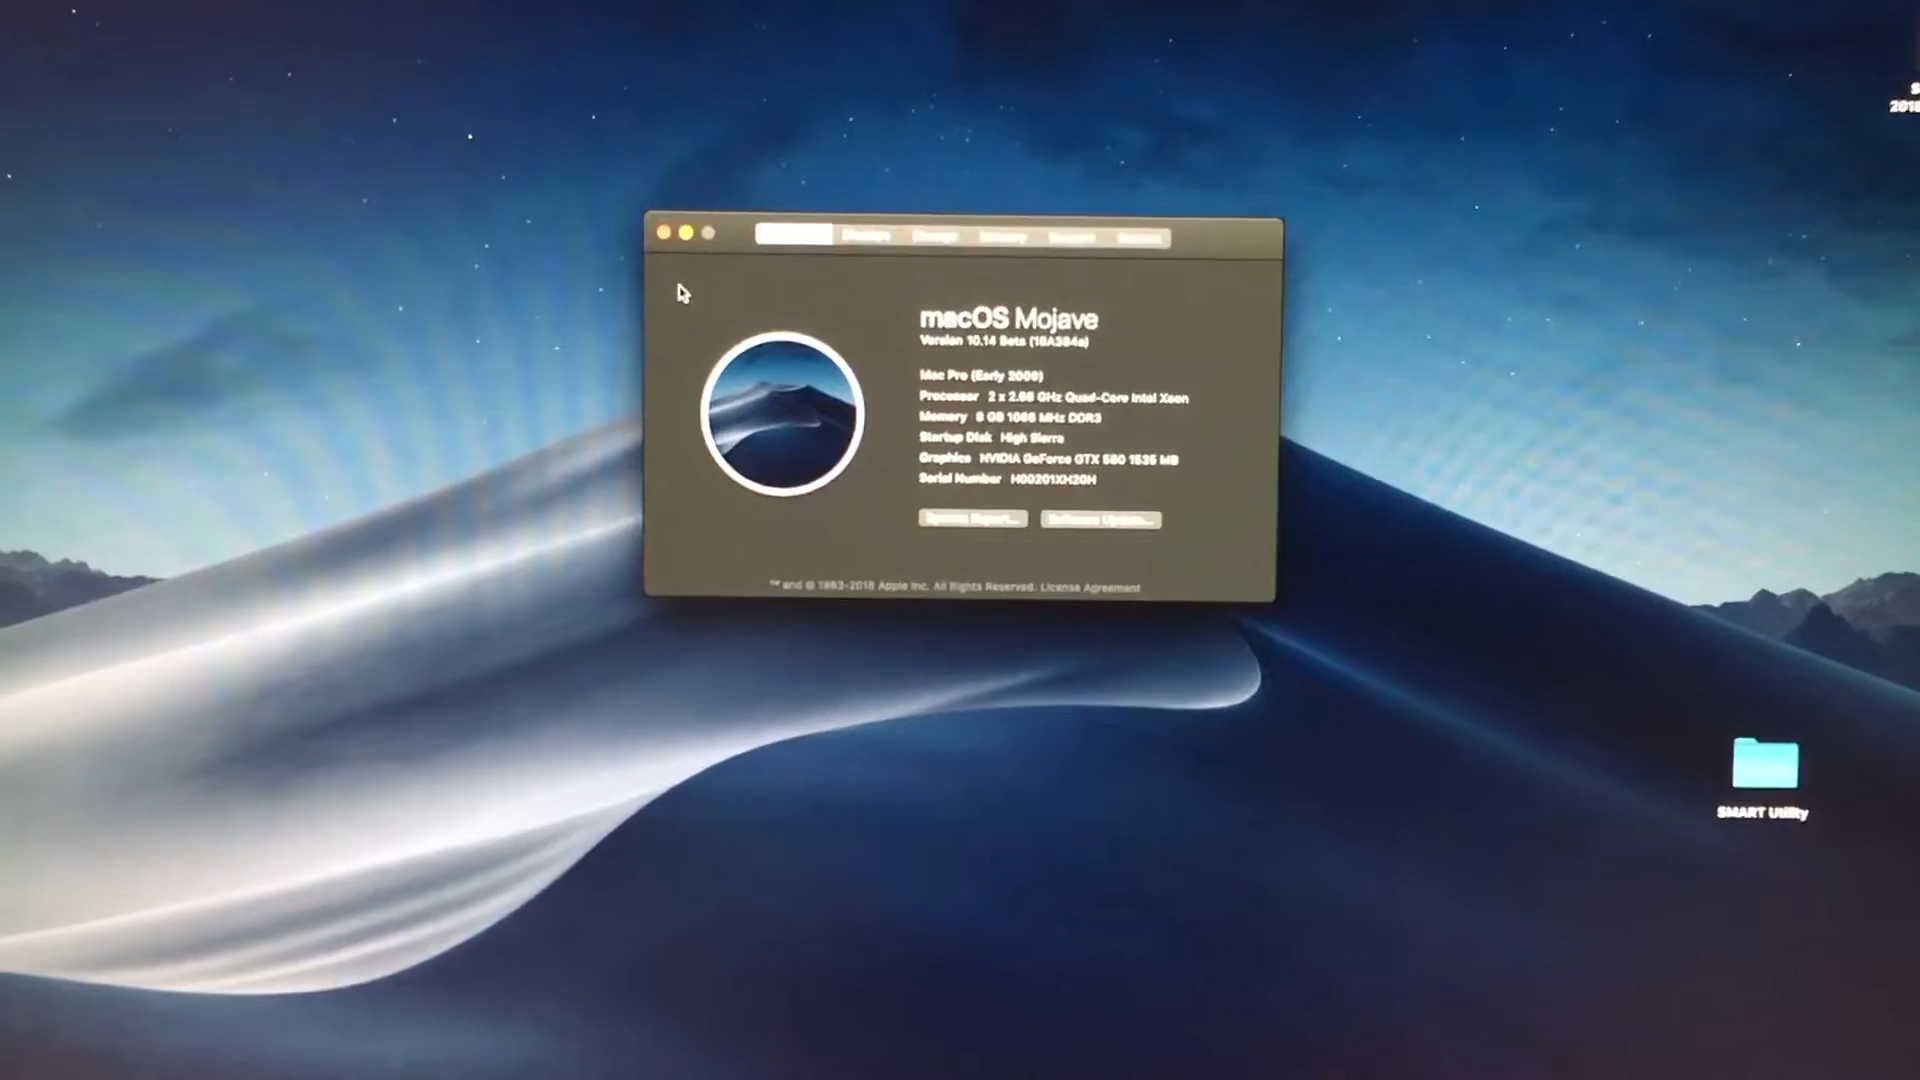 2018
macOS Mojave
Version 10.14 Beta (18A384a)
Mac Pro (Early 2009)
Processor 2 x 2.66 GHz Quad-Core Intel Xeon
Memory 8 GB 1066 MHz DDR3
Startup Disk High Sierra
Graphics NVIDIA GeForce GTX 580 1535 MB
Serial Number H00201XH20H
System Report... Software Update...
™ and © 1983-2018 Apple Inc. All Rights Reserved. License Agreement
SMART Utility